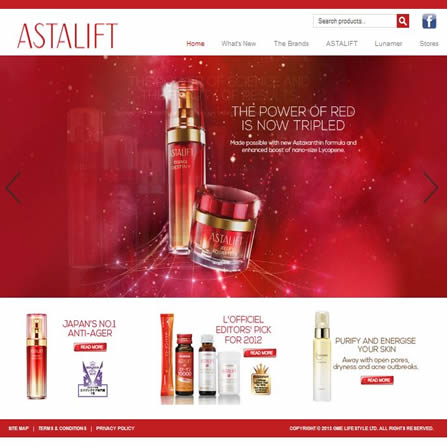 Search products..
ASTALIFT
Home What's New The Brands ASTALIFT Lunamer Stores
THE POWER OF RED
IS NOW TRIPLED
Made possible with new Astaxanthin formula and
enhanced boost of nano-size Lycopene.
ASTALIFT
ASTALIFT
JAPAN'S NO.1
ANTI-AGER
READ MORE
L'OFFICIEL
EDITORS' PICK
FOR 2012
READ MORE
PURIFY AND ENERGISE
YOUR SKIN
Away with open pores,
dryness and acne outbreaks.
READ MORE
SITE MAP | TERMS & CONDITIONS | PRIVACY POLICY
COPYRIGHT © 2013 OME LIFESTYLE LTD. ALL RIGHTS RESERVED.